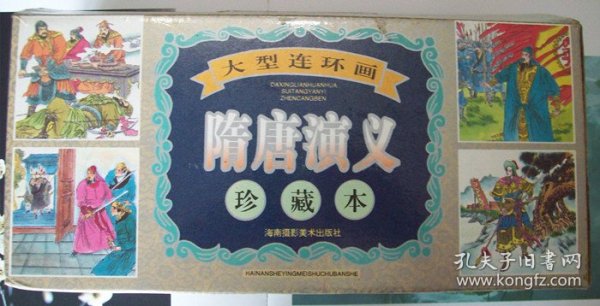 大型连环画
DAXINGLIANHUANHUA
SUITANGYANYI
ZHENCANGBEN
隋唐演义
珍藏本
海南摄影美术出版社
HAINANSHEYINGMEISHUCHUBANSHE
孔夫子旧书网
www.kongfz.com